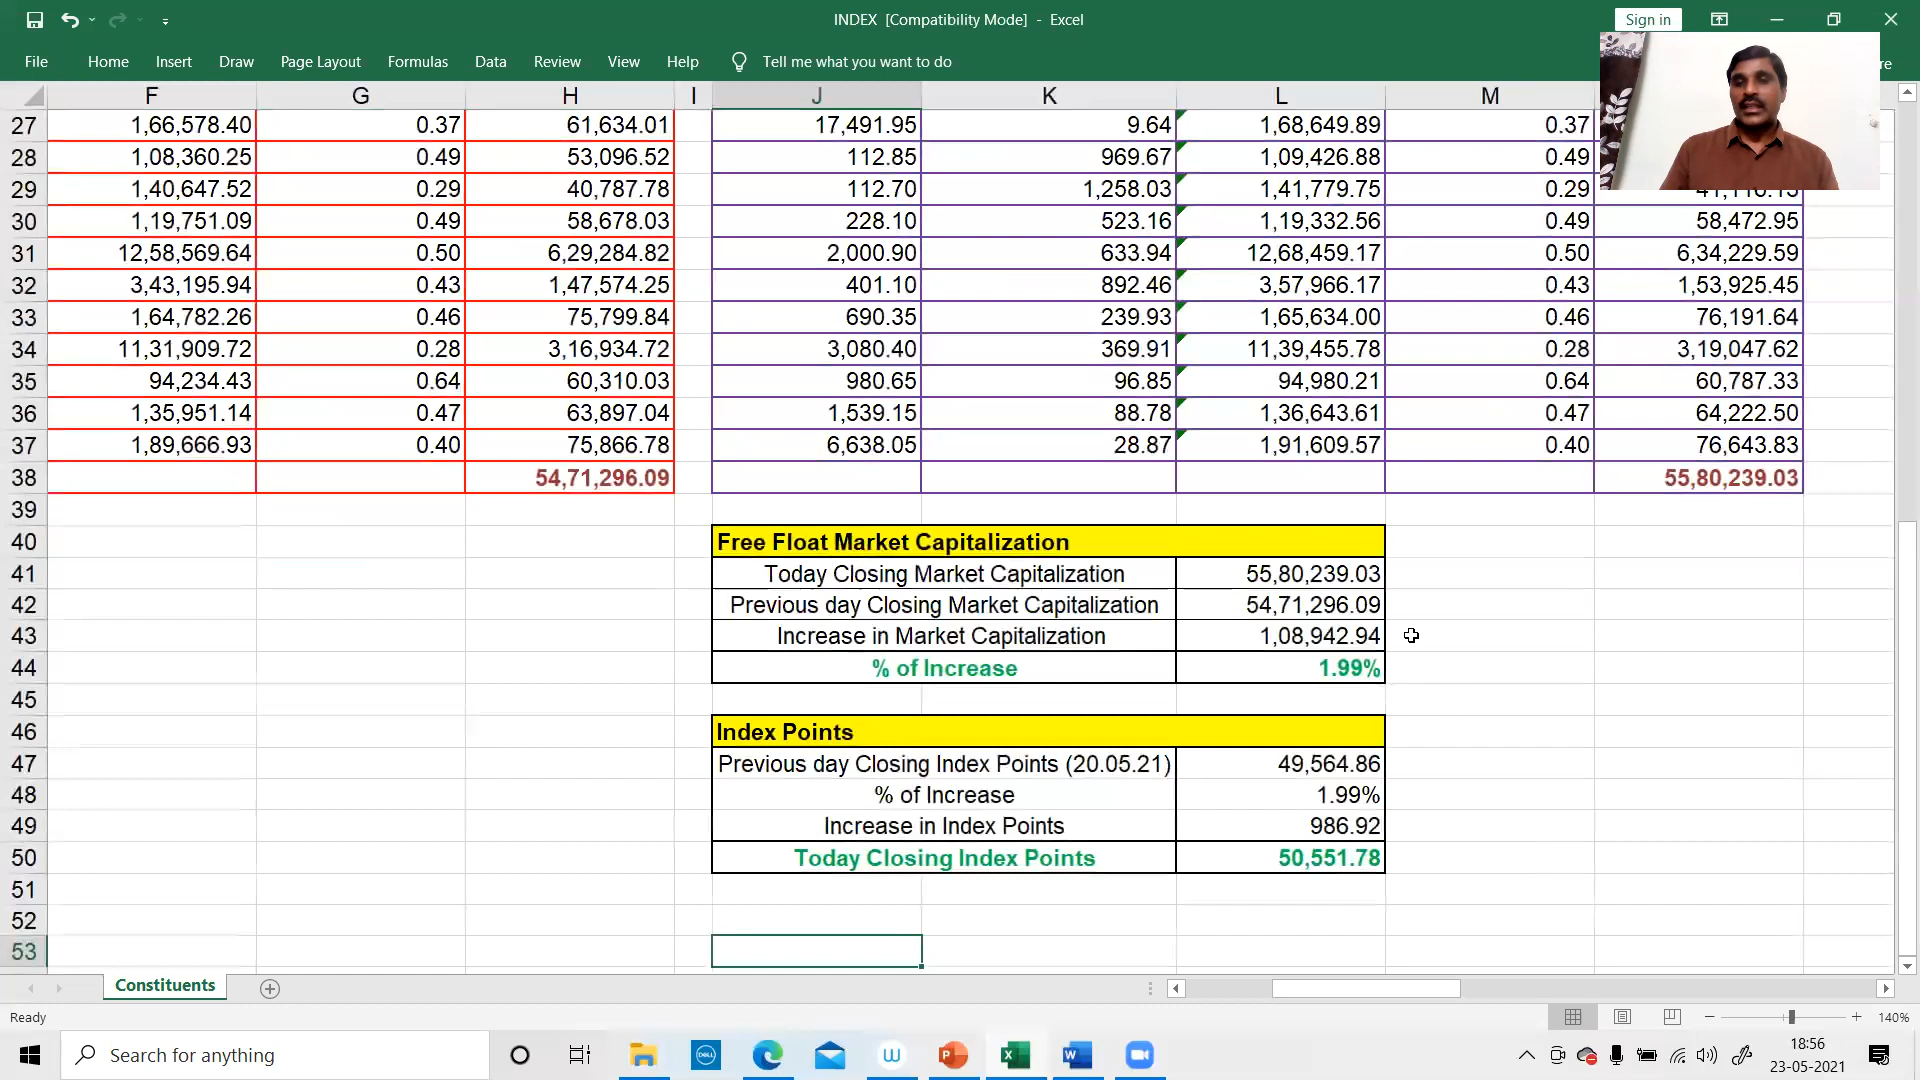 INDEX [Compatibility Mode] - Excel
Sign in
File Home Insert Draw Page Layout Formulas Data Review View Help Tell me what you want to do
F G H I J K L M
27 1,66,578.40 0.37 61,634.01 17,491.95 9.64 1,68,649.89 0.37
28 1,08,360.25 0.49 53,096.52 112.85 969.67 1,09,426.88 0.49
29 1,40,647.52 0.29 40,787.78 112.70 1,258.03 1,41,779.75 0.29
30 1,19,751.09 0.49 58,678.03 228.10 523.16 1,19,332.56 0.49 58,472.95
31 12,58,569.64 0.50 6,29,284.82 2,000.90 633.94 12,68,459.17 0.50 6,34,229.59
32 3,43,195.94 0.43 1,47,574.25 401.10 892.46 3,57,966.17 0.43 1,53,925.45
33 1,64,782.26 0.46 75,799.84 690.35 239.93 1,65,634.00 0.46 76,191.64
34 11,31,909.72 0.28 3,16,934.72 3,080.40 369.91 11,39,455.78 0.28 3,19,047.62
35 94,234.43 0.64 60,310.03 980.65 96.85 94,980.21 0.64 60,787.33
36 1,35,951.14 0.47 63,897.04 1,539.15 88.78 1,36,643.61 0.47 64,222.50
37 1,89,666.93 0.40 75,866.78 6,638.05 28.87 1,91,609.57 0.40 76,643.83
38 54,71,296.09 55,80,239.03
39
40 Free Float Market Capitalization
41 Today Closing Market Capitalization 55,80,239.03
42 Previous day Closing Market Capitalization 54,71,296.09
43 Increase in Market Capitalization 1,08,942.94
44 % of Increase 1.99%
45
46 Index Points
47 Previous day Closing Index Points (20.05.21) 49,564.86
48 % of Increase 1.99%
49 Increase in Index Points 986.92
50 Today Closing Index Points 50,551.78
51
52
53
Constituents
Ready
140%
Search for anything
18:56
23-05-2021